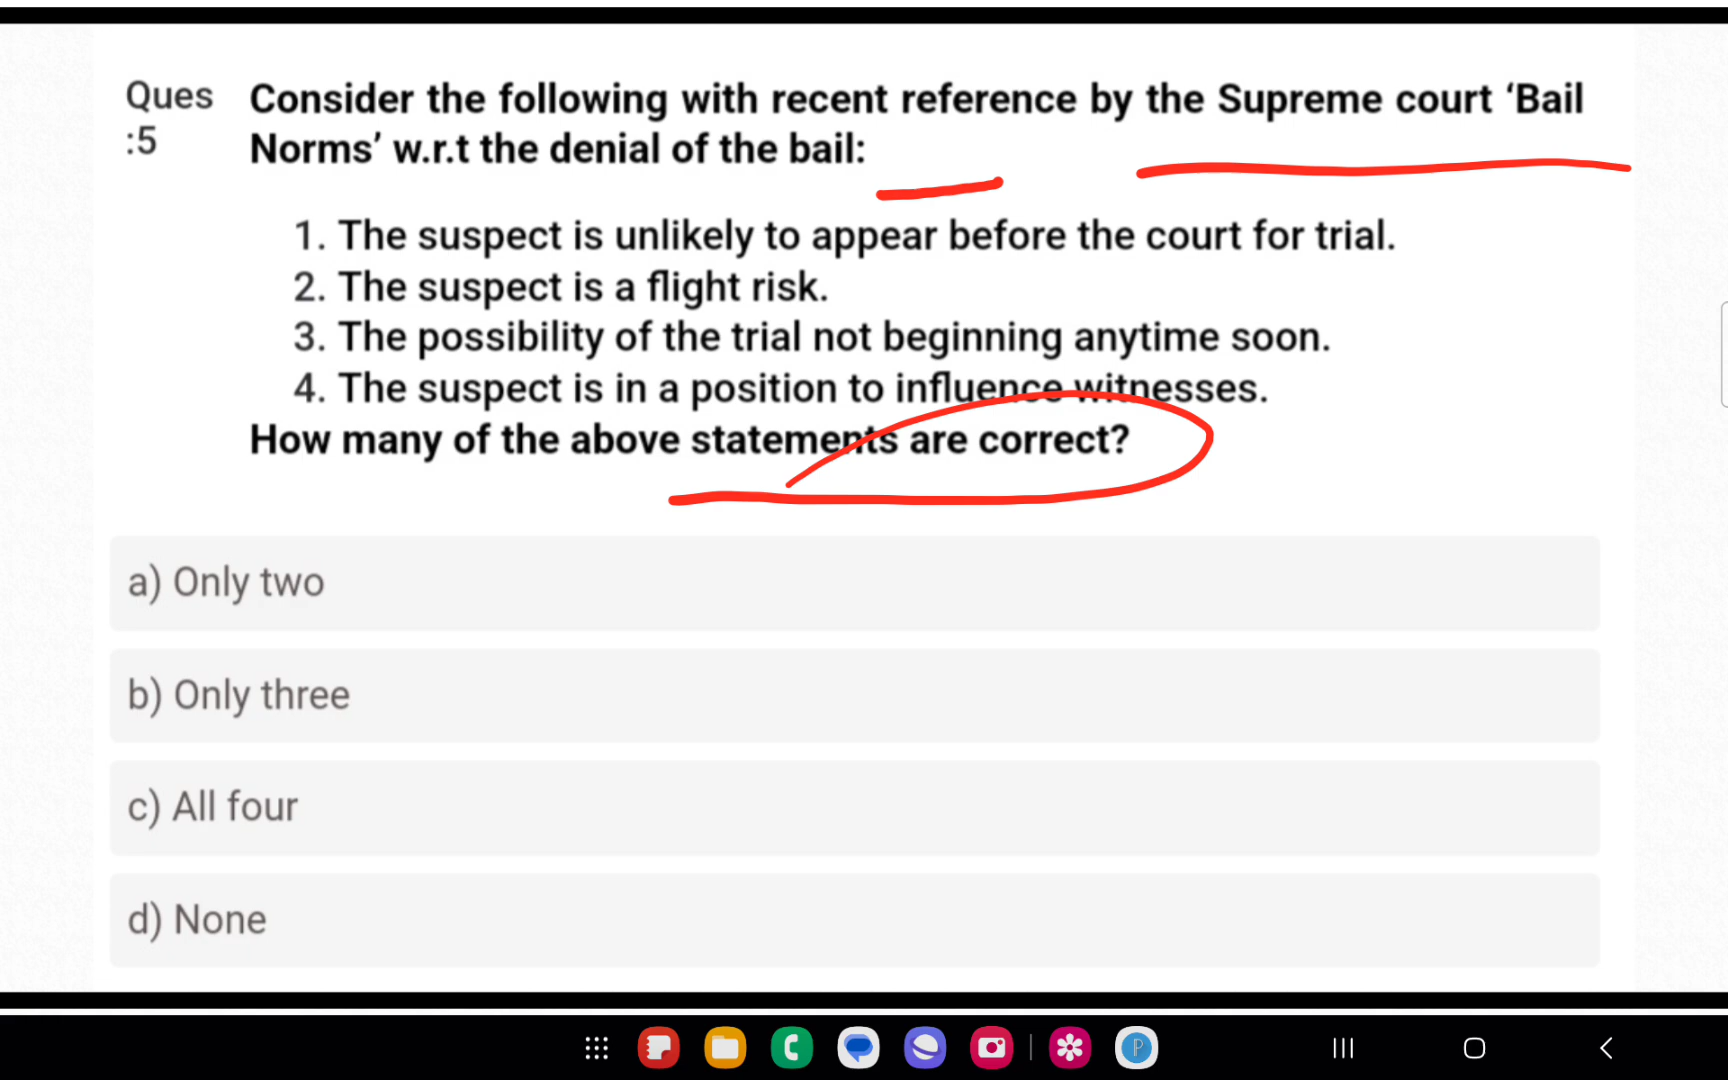 Ques Consider the following with recent reference by the Supreme court ‘Bail
:5 Norms’ w.r.t the denial of the bail:
1. The suspect is unlikely to appear before the court for trial.
2. The suspect is a flight risk.
3. The possibility of the trial not beginning anytime soon.
4. The suspect is in a position to influence witnesses.
How many of the above statements are correct?
a) Only two
b) Only three
c) All four
d) None